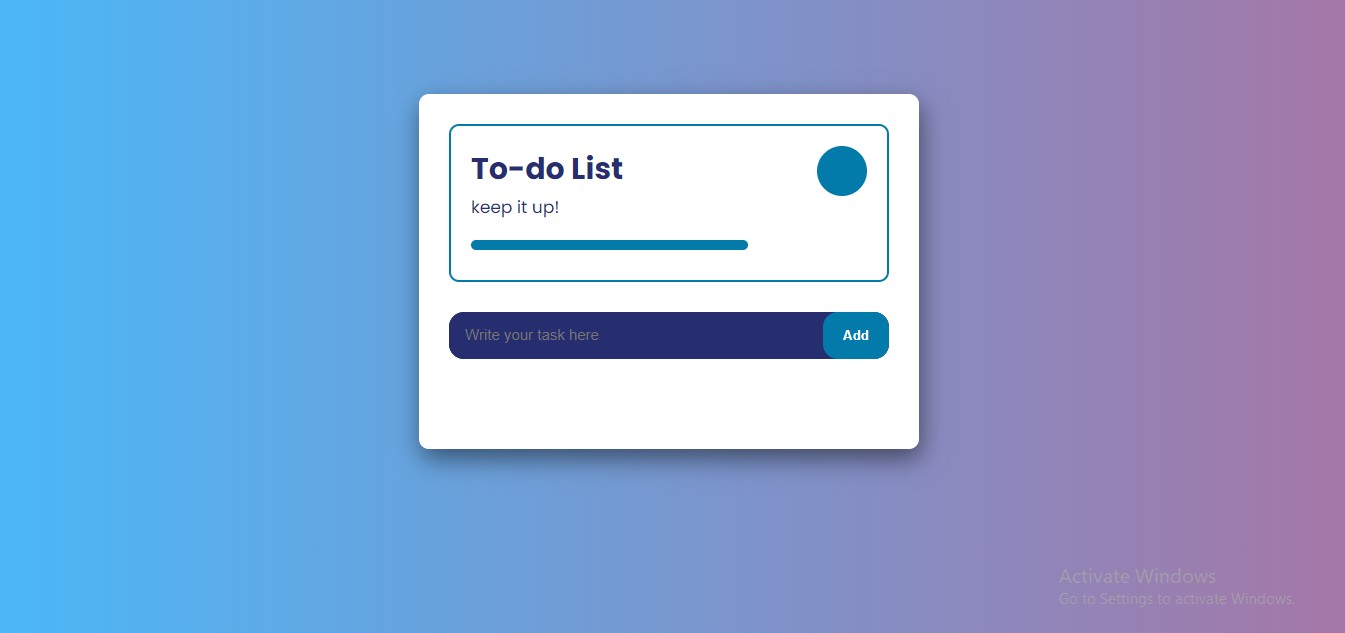 To-do List
keep it up!
Write your task here
Add
Activate Windows
Go to Settings to activate Windows.